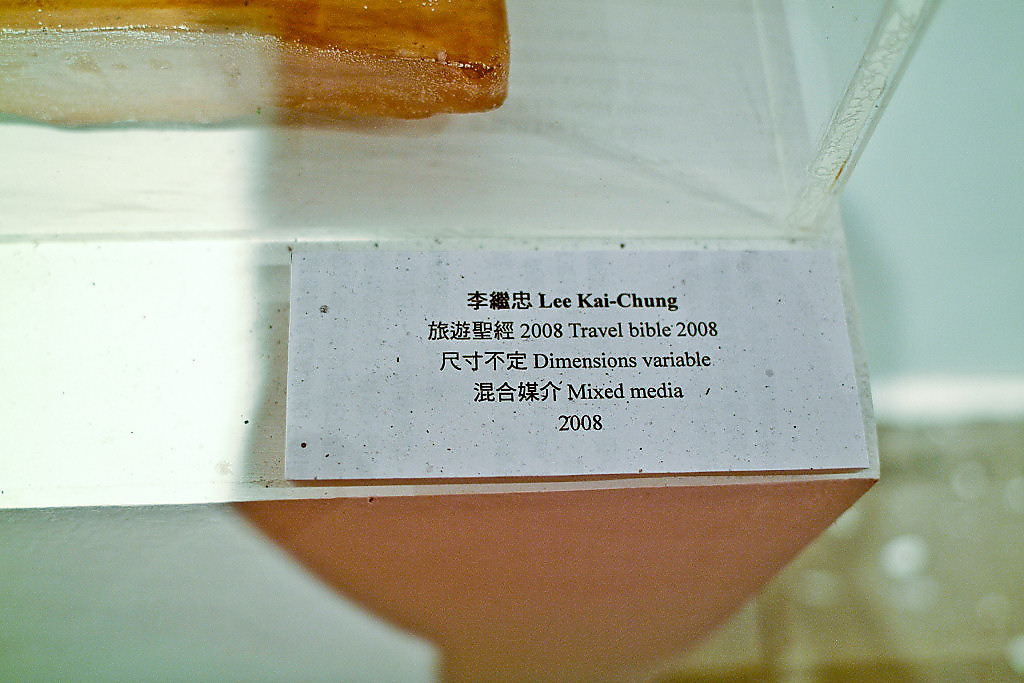 李繼忠 Lee Kai-Chung
旅遊聖經 2008 Travel bible 2008
尺寸不定 Dimensions variable
混合媒介 Mixed media
2008